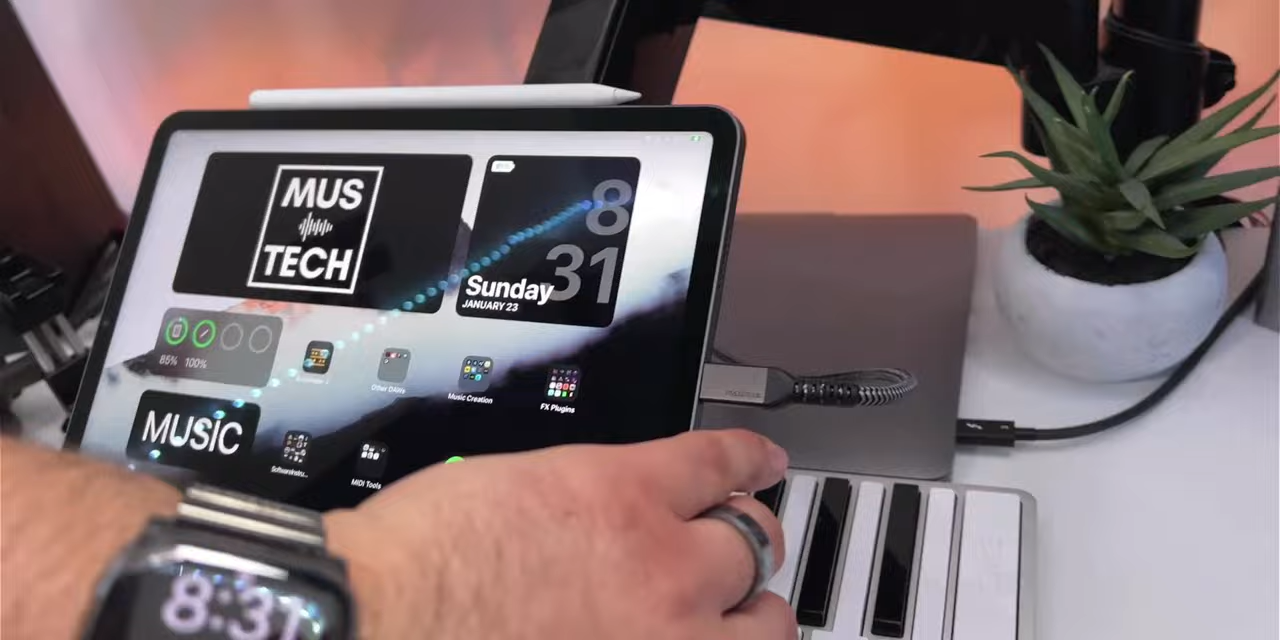 MUS
TECH
8
31
Sunday
JANUARY 23
85% 100%
Other DAWs
Music Creation
FX Plugins
MUSIC
MIDI Tools
8:31